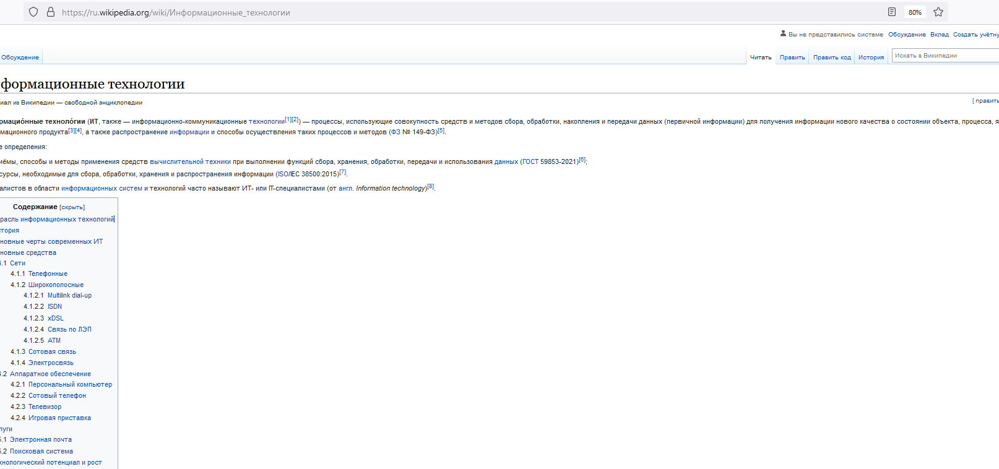 https://ru.wikipedia.org/wiki/Информационные_технологии 80%
Вы не представились системе Обсуждение Вклад Создать учётну
Обсуждение Читать Править Править код История Искать в Википедии
формационные технологии
иал из Википедии — свободной энциклопедии [ править
рмацио́нные техноло́гии (ИТ, также — информационно-коммуникационные технологии[1][2]) — процессы, использующие совокупность средств и методов сбора, обработки, накопления и передачи данных (первичной информации) для получения информации нового качества о состоянии объекта, процесса, я
мационного продукта[3][4], а также распространение информации и способы осуществления таких процессов и методов (ФЗ № 149-ФЗ)[5].
е определения:
иёмы, способы и методы применения средств вычислительной техники при выполнении функций сбора, хранения, обработки, передачи и использования данных (ГОСТ 59853-2021)[6];
сурсы, необходимые для сбора, обработки, хранения и распространения информации (ISO/IEC 38500:2015)[7].
алистов в области информационных систем и технологий часто называют ИТ- или IT-специалистами (от англ. Information technology)[8].
Содержание [скрыть]
расль информационных технологий
стория
новные черты современных ИТ
новные средства
4.1 Сети
4.1.1 Телефонные
4.1.2 Широкополосные
4.1.2.1 Multilink dial-up
4.1.2.2 ISDN
4.1.2.3 xDSL
4.1.2.4 Связь по ЛЭП
4.1.2.5 ATM
4.1.3 Сотовая связь
4.1.4 Электросвязь
4.2 Аппаратное обеспечение
4.2.1 Персональный компьютер
4.2.2 Сотовый телефон
4.2.3 Телевизор
4.2.4 Игровая приставка
луги
5.1 Электронная почта
5.2 Поисковая система
хнологический потенциал и рост